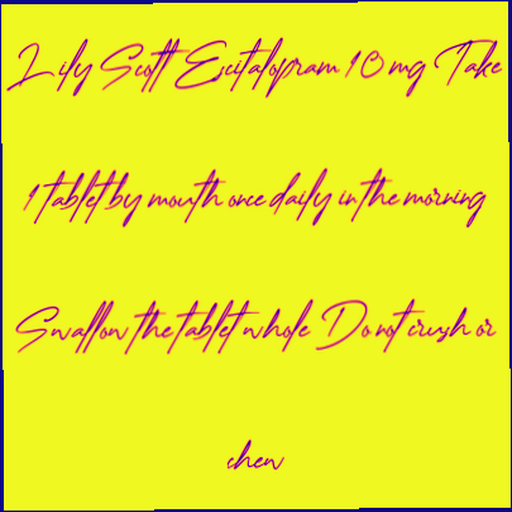 Lily Scott Escitalopram 10 mg Take
1 tablet by mouth once daily in the morning
Swallow the tablet whole Do not crush or
chew